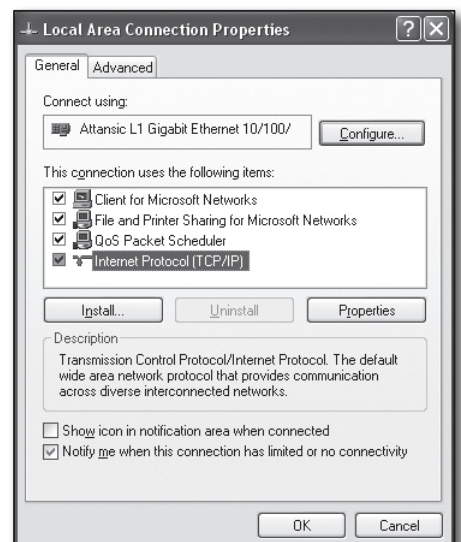 Local Area Connection Properties
General Advanced
Connect using:
Attansic L1 Gigabit Ethernet 10/100/
Configure...
This connection uses the following items:
Client for Microsoft Networks
File and Printer Sharing for Microsoft Networks
QoS Packet Scheduler
Internet Protocol (TCP/IP)
Install... Uninstall Properties
Description
Transmission Control Protocol/Internet Protocol. The default
wide area network protocol that provides communication
across diverse interconnected networks.
Show icon in notification area when connected
Notify me when this connection has limited or no connectivity
OK Cancel